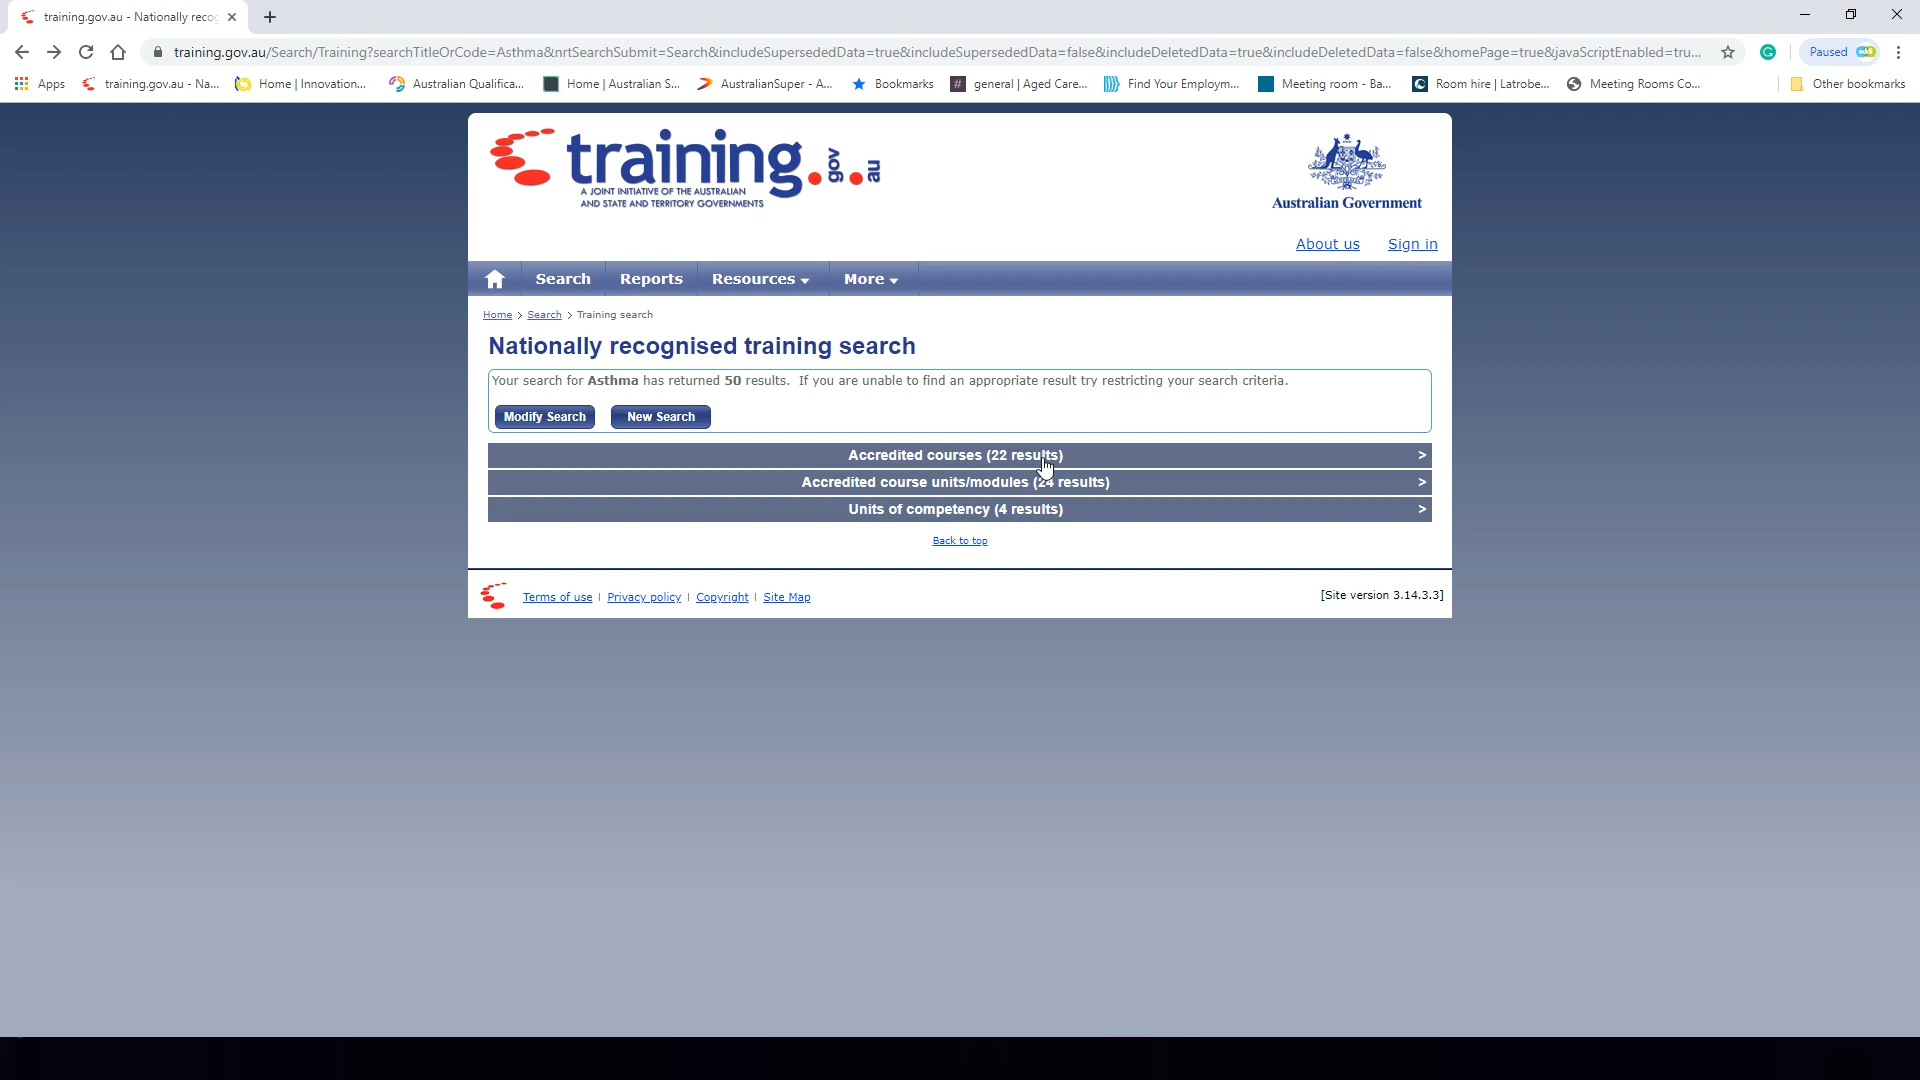 training.gov.au - Nationally recog
training.gov.au/Search/Training?searchTitleOrCode=Asthma&nrtSearchSubmit=Search&includeSupersededData=true&includeSupersededData=false&includeDeletedData=true&includeDeletedData=false&homePage=true&javaScriptEnabled=tru...
Paused
Apps
training.gov.au - Na...
Home | Innovation...
Australian Qualifica...
Home | Australian S...
AustralianSuper - A...
Bookmarks
general | Aged Care...
Find Your Employm...
Meeting room - Ba...
Room hire | Latrobe...
Meeting Rooms Co...
Other bookmarks
training.gov.au
A JOINT INITIATIVE OF THE AUSTRALIAN
AND STATE AND TERRITORY GOVERNMENTS
Australian Government
About us Sign in
Search Reports Resources More
Home > Search > Training search
Nationally recognised training search
Your search for Asthma has returned 50 results. If you are unable to find an appropriate result try restricting your search criteria.
Modify Search New Search
Accredited courses (22 results) >
Accredited course units/modules (24 results) >
Units of competency (4 results) >
Back to top
Terms of use | Privacy policy | Copyright | Site Map
[Site version 3.14.3.3]